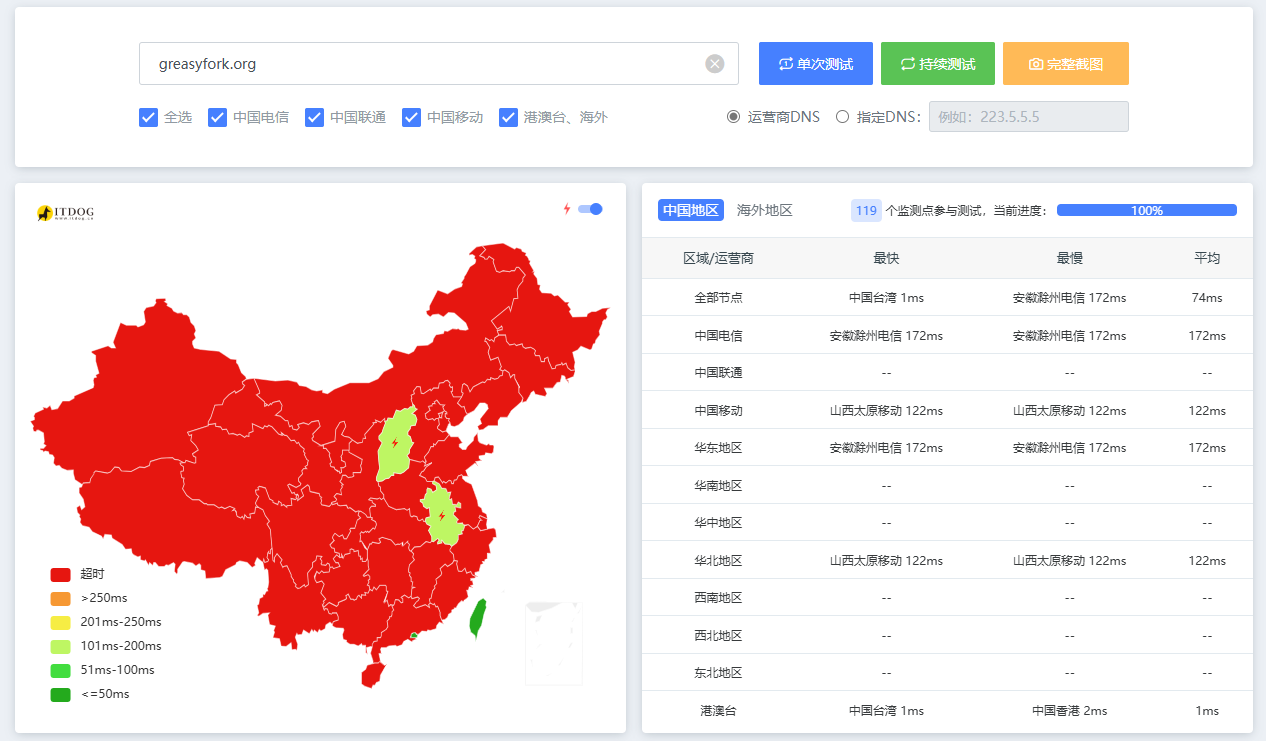 greasyfork.org
单次测试
持续测试
完整截图
全选 中国电信 中国联通 中国移动 港澳台、海外
运营商DNS 指定DNS： 例如：223.5.5.5
ITDOG
www.itdog.cn
超时
>250ms
201ms-250ms
101ms-200ms
51ms-100ms
<=50ms
中国地区 海外地区 119 个监测点参与测试，当前进度： 100%
区域/运营商 最快 最慢 平均
全部节点 中国台湾 1ms 安徽滁州电信 172ms 74ms
中国电信 安徽滁州电信 172ms 安徽滁州电信 172ms 172ms
中国联通 -- -- --
中国移动 山西太原移动 122ms 山西太原移动 122ms 122ms
华东地区 安徽滁州电信 172ms 安徽滁州电信 172ms 172ms
华南地区 -- -- --
华中地区 -- -- --
华北地区 山西太原移动 122ms 山西太原移动 122ms 122ms
西南地区 -- -- --
西北地区 -- -- --
东北地区 -- -- --
港澳台 中国台湾 1ms 中国香港 2ms 1ms